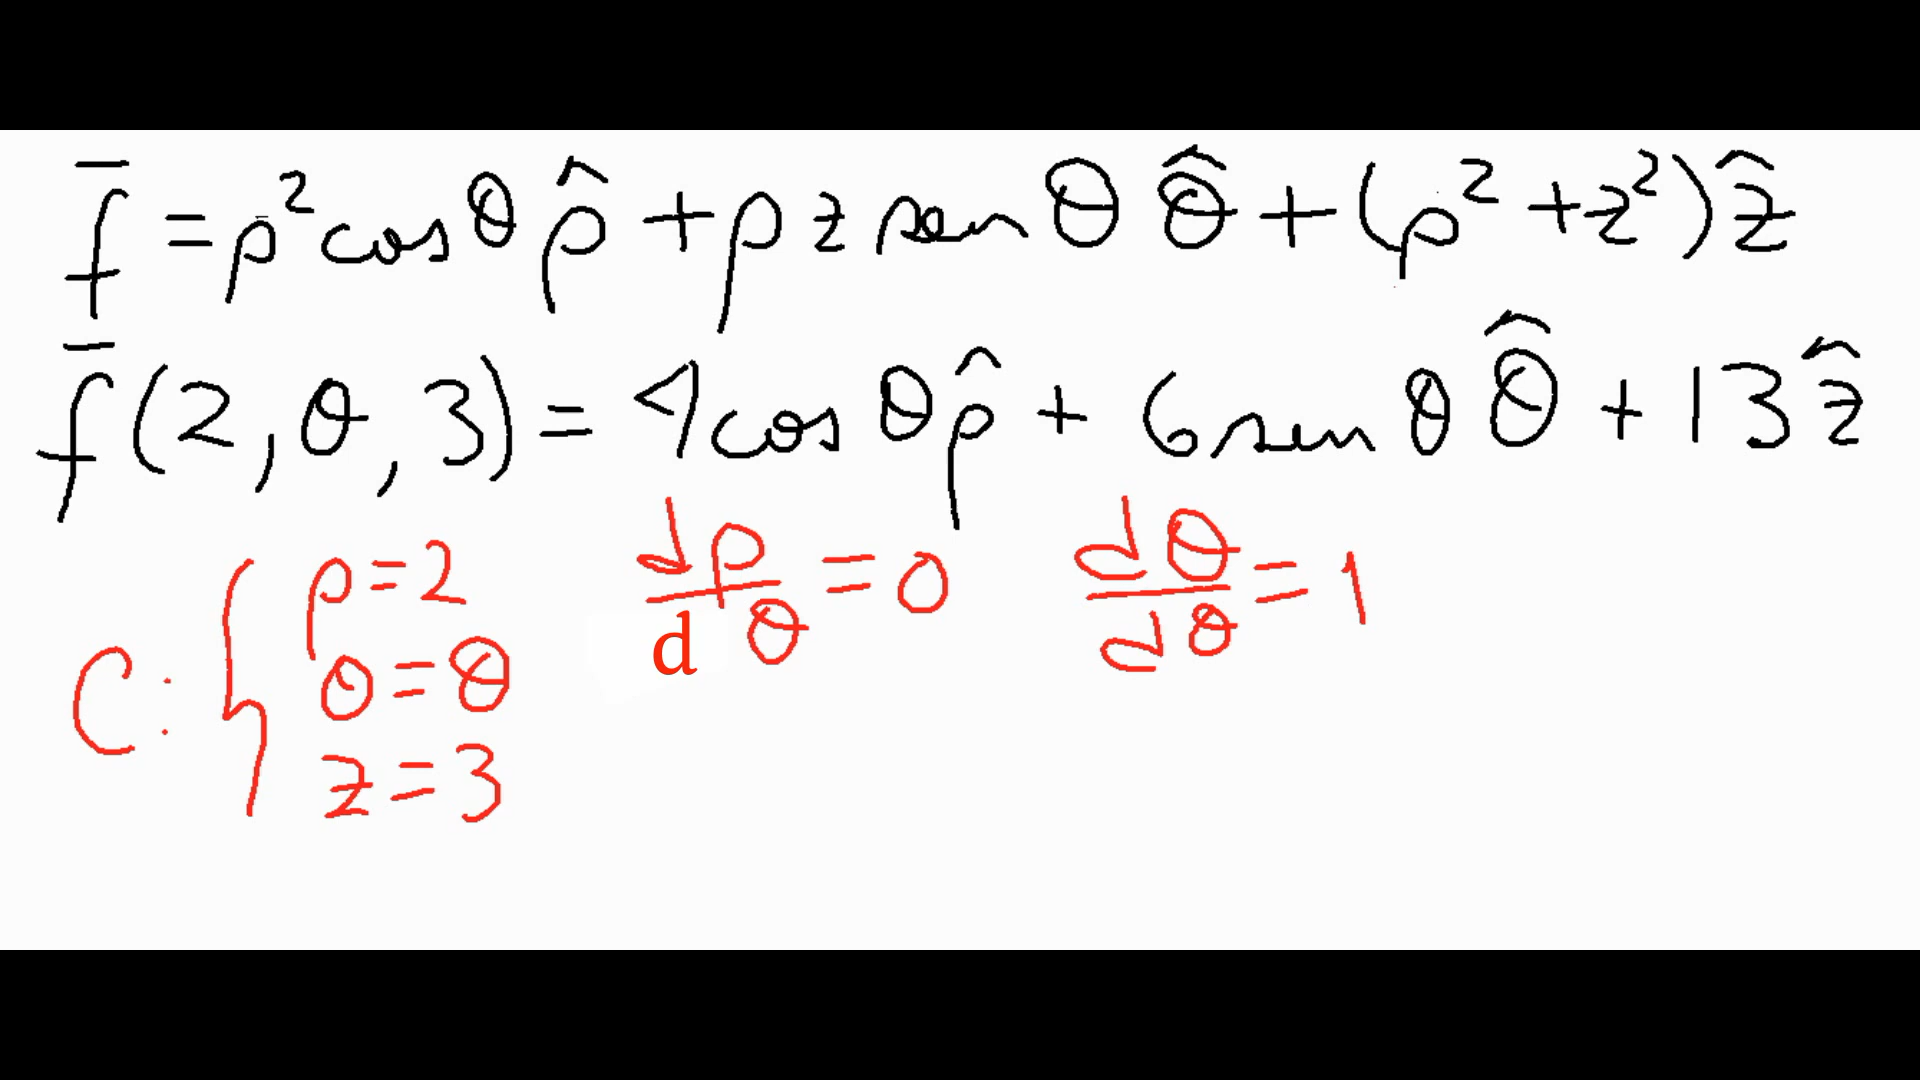 f̄ = ρ² cos θ ρ̂ + ρ z sen θ θ̂ + (ρ² + z²) ẑ
f̄(2, θ, 3) = 4 cos θ ρ̂ + 6 sen θ θ̂ + 13 ẑ
C: { ρ = 2 dρ/dθ = 0 dθ/dθ = 1
θ = θ
z = 3